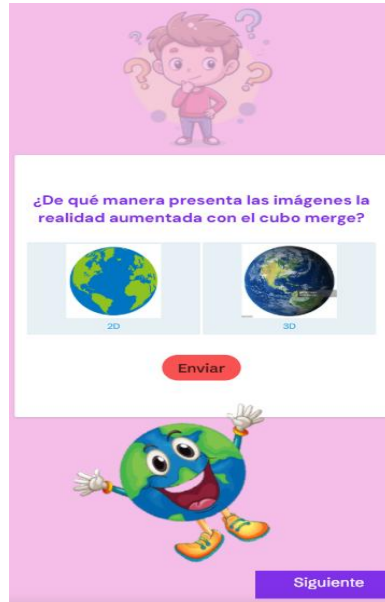 ¿De qué manera presenta las imágenes la
realidad aumentada con el cubo merge?
2D
3D
Enviar
Siguiente